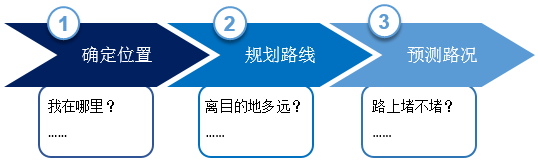 1
确定位置
2
规划路线
3
预测路况
我在哪里？
……
离目的地多远？
……
路上堵不堵？
……